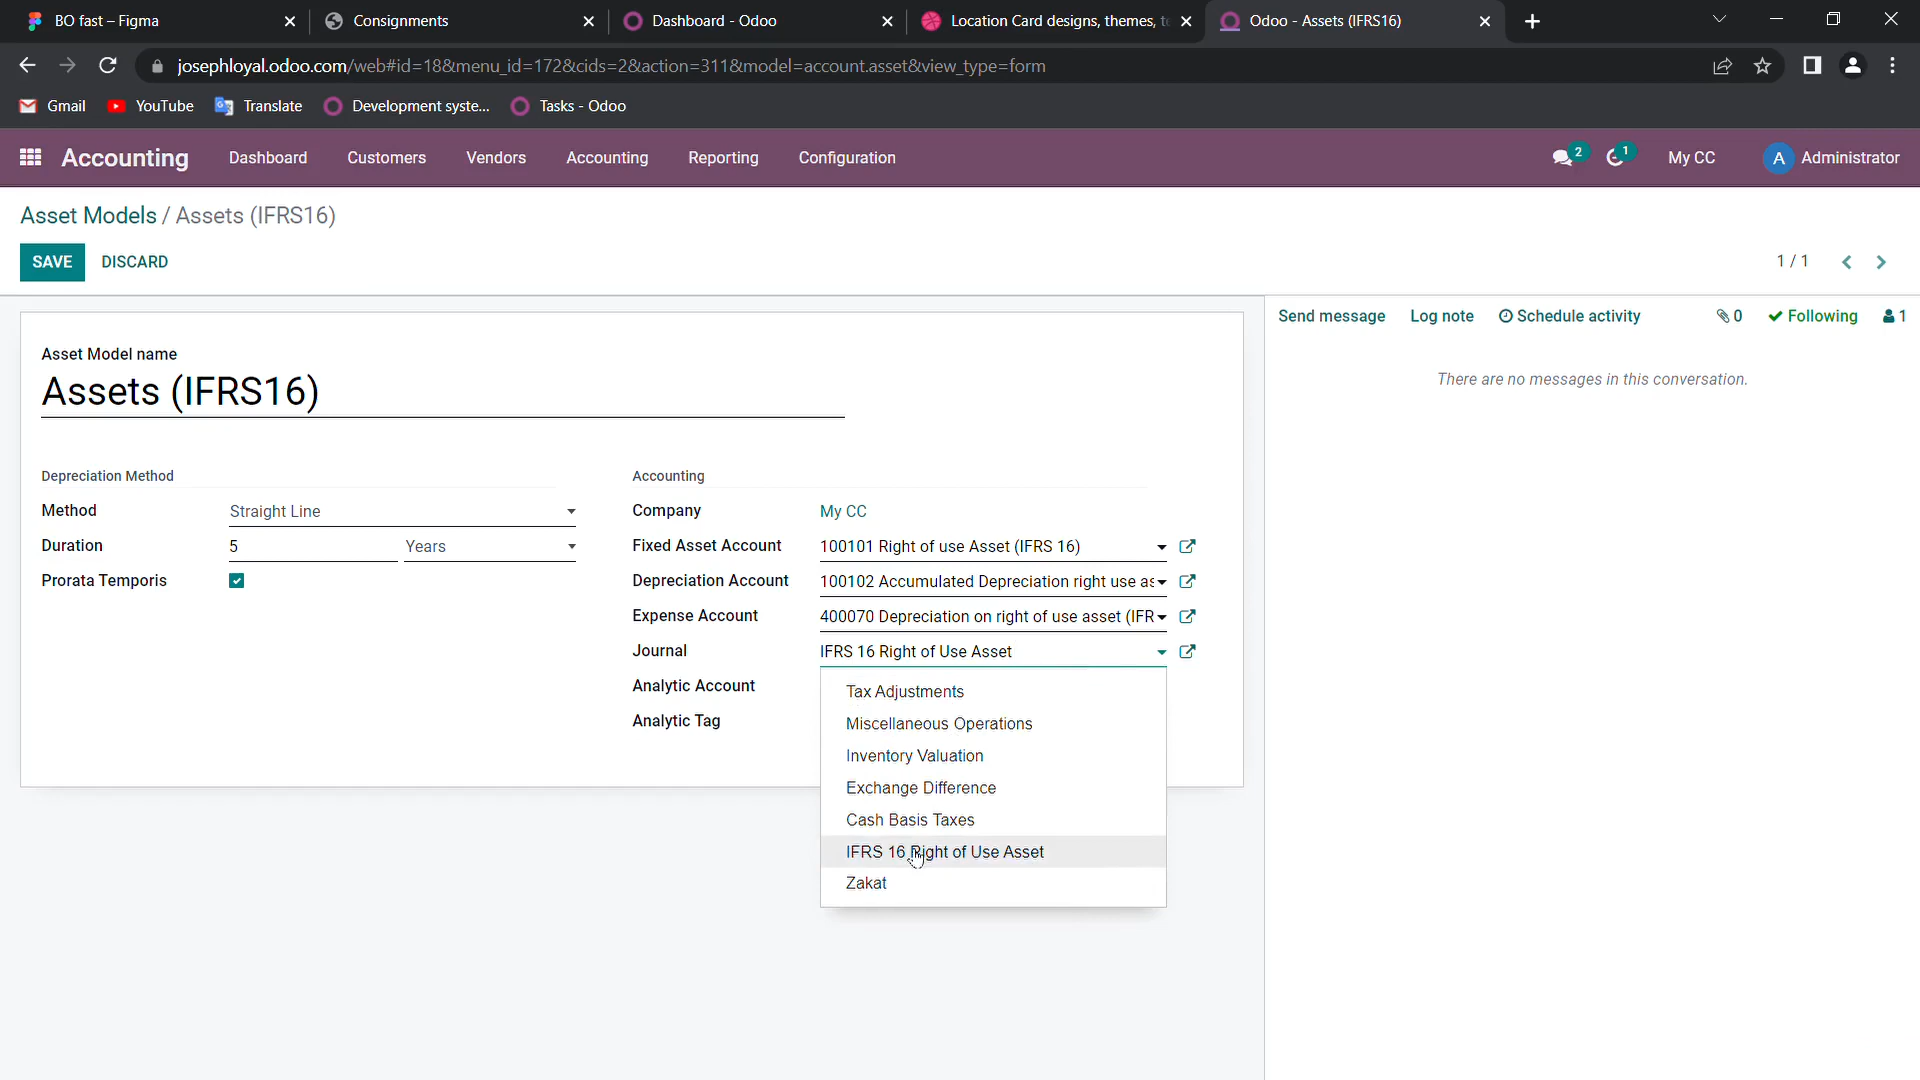 BO fast – Figma
Consignments
Dashboard - Odoo
Location Card designs, themes, te
Odoo - Assets (IFRS16)
josephloyal.odoo.com/web#id=18&menu_id=172&cids=2&action=311&model=account.asset&view_type=form
Gmail
YouTube
Translate
Development syste...
Tasks - Odoo
Accounting
Dashboard
Customers
Vendors
Accounting
Reporting
Configuration
2
1
My CC
A
Administrator
Asset Models / Assets (IFRS16)
SAVE
DISCARD
1 / 1
Send message
Log note
Schedule activity
0
Following
1
There are no messages in this conversation.
Asset Model name
Assets (IFRS16)
Depreciation Method
Method Straight Line
Duration 5 Years
Prorata Temporis
Accounting
Company My CC
Fixed Asset Account 100101 Right of use Asset (IFRS 16)
Depreciation Account 100102 Accumulated Depreciation right use as
Expense Account 400070 Depreciation on right of use asset (IFR
Journal IFRS 16 Right of Use Asset
Analytic Account
Analytic Tag
Tax Adjustments
Miscellaneous Operations
Inventory Valuation
Exchange Difference
Cash Basis Taxes
IFRS 16 Right of Use Asset
Zakat